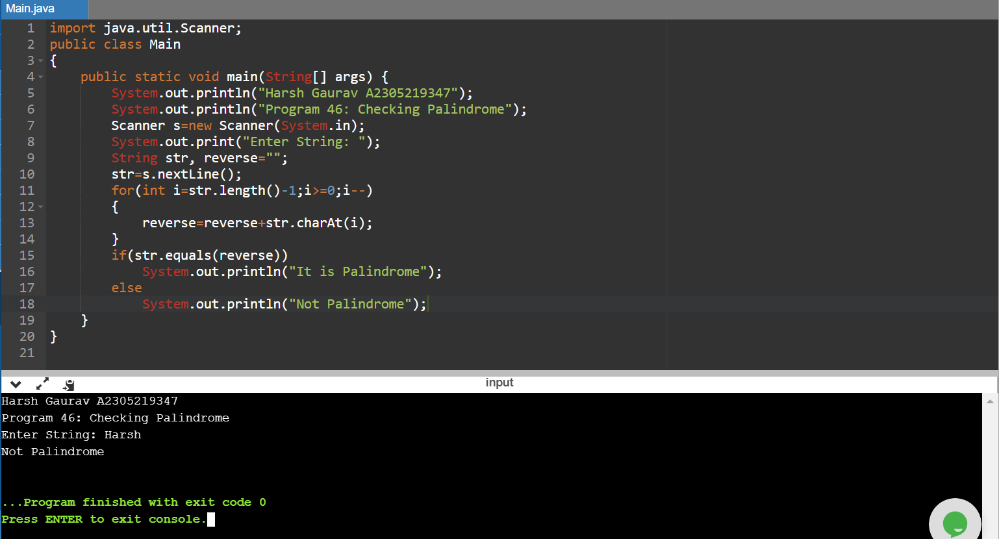 Main.java
1 import java.util.Scanner;
2 public class Main
3 {
4     public static void main(String[] args) {
5         System.out.println("Harsh Gaurav A2305219347");
6         System.out.println("Program 46: Checking Palindrome");
7         Scanner s=new Scanner(System.in);
8         System.out.print("Enter String: ");
9         String str, reverse="";
10         str=s.nextLine();
11         for(int i=str.length()-1;i>=0;i--)
12         {
13             reverse=reverse+str.charAt(i);
14         }
15         if(str.equals(reverse))
16             System.out.println("It is Palindrome");
17         else
18             System.out.println("Not Palindrome");
19     }
20 }
21
input
Harsh Gaurav A2305219347
Program 46: Checking Palindrome
Enter String: Harsh
Not Palindrome
...Program finished with exit code 0
Press ENTER to exit console.